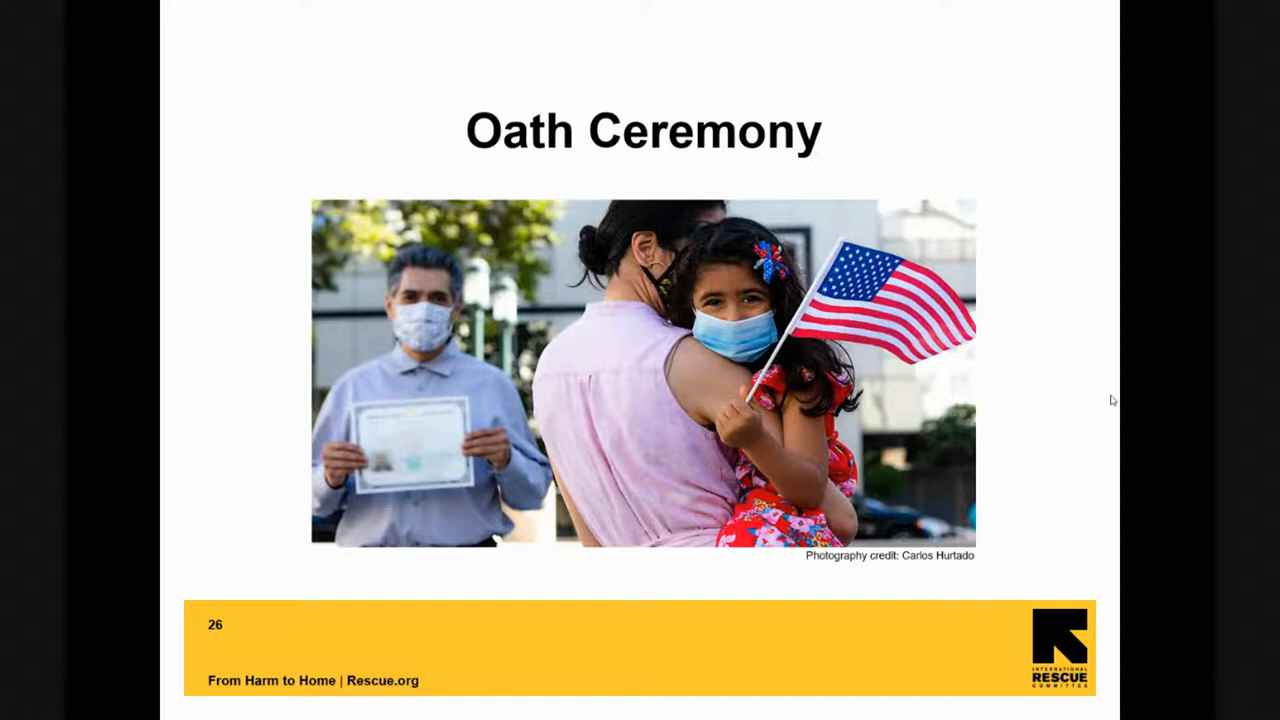 Oath Ceremony
Photography credit: Carlos Hurtado
26
From Harm to Home | Rescue.org
INTERNATIONAL
RESCUE
COMMITTEE